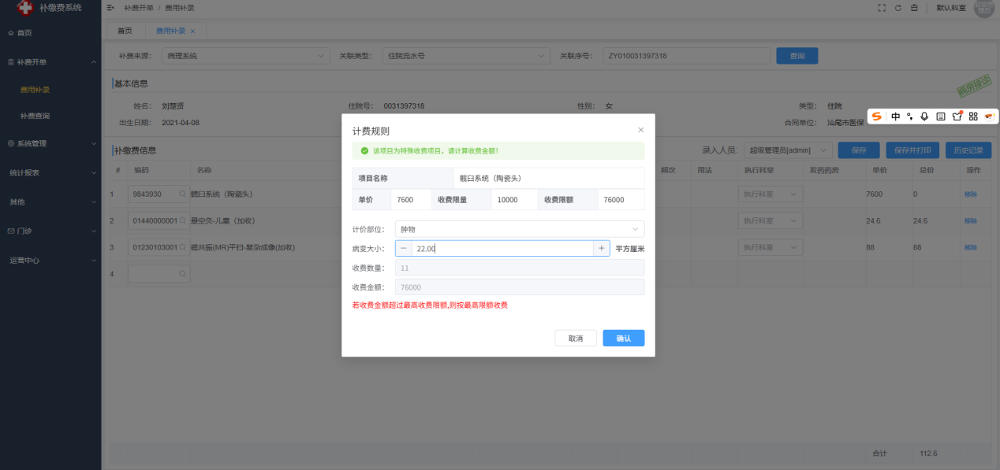 补缴费系统
补费开单 / 费用补录
默认科室
首页
补费开单
费用补录
补费查询
系统管理
统计报表
其他
门诊
运营中心
首页 费用补录 ×
补费来源: 病理系统 关联类型: 住院流水号 关联序号: ZY010031397318 查询
基本信息
病房接诊
姓名: 刘楚贤 住院号: 0031397318 性别: 女 类型: 住院
出生日期: 2021-04-08 合同单位: 汕尾市医保
中
补缴费信息 录入人员: 超级管理员[admin] 保存 保存并打印 历史记录
# 编码 名称 频次 用法 执行科室 发药药房 单价 总价 操作
1 9843930 髋臼系统（陶瓷头） 执行科室 7600 0 移除
2 01440000001 悬空灸-儿童（加收） 执行科室 24.6 24.6 移除
3 01230103001 磁共振(MR)平扫-复杂成像(加收) 执行科室 88 88 移除
4
合计 112.6
计费规则
该项目为特殊收费项目，请计算收费金额！
项目名称 髋臼系统（陶瓷头）
单价 7600 收费限量 10000 收费限额 76000
计价部位: 肿物
病变大小: 22.00 平方厘米
收费数量: 11
收费金额: 76000
若收费金额超过最高收费限额,则按最高限额收费
取消 确认